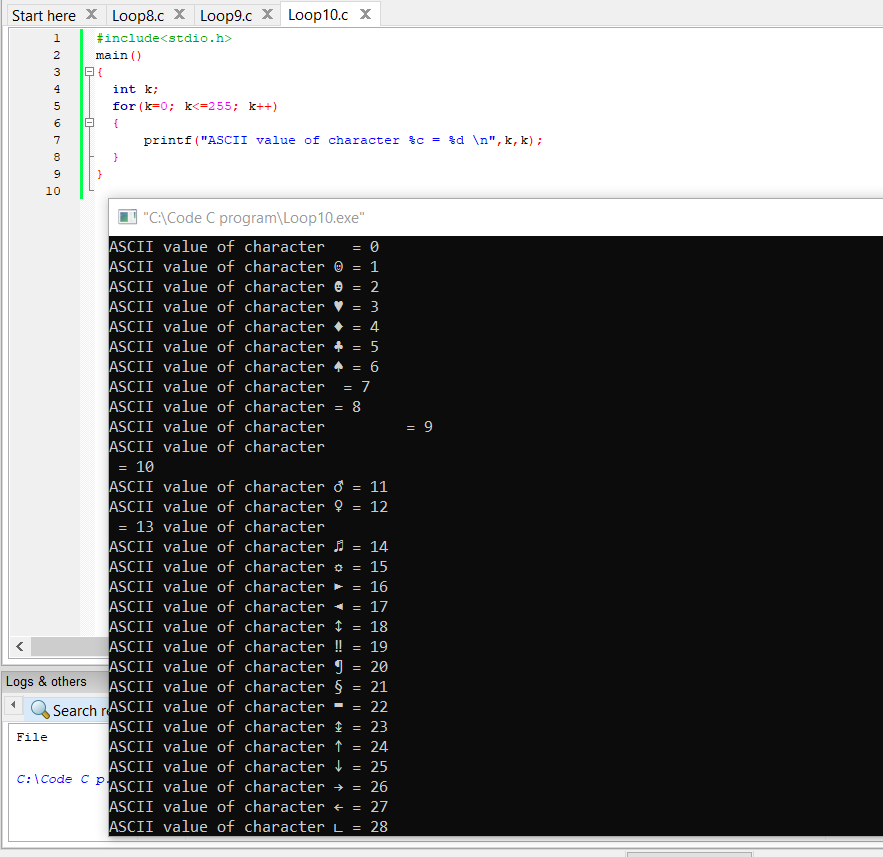 Start here
Loop8.c
Loop9.c
Loop10.c
1 #include<stdio.h>
2 main()
3 {
4 int k;
5 for(k=0; k<=255; k++)
6 {
7 printf("ASCII value of character %c = %d \n",k,k);
8 }
9 }
10
"C:\Code C program\Loop10.exe"
ASCII value of character   = 0
ASCII value of character ☺ = 1
ASCII value of character ☻ = 2
ASCII value of character ♥ = 3
ASCII value of character ♦ = 4
ASCII value of character ♣ = 5
ASCII value of character ♠ = 6
ASCII value of character  = 7
ASCII value of character = 8
ASCII value of character         = 9
ASCII value of character
 = 10
ASCII value of character ♂ = 11
ASCII value of character ♀ = 12
 = 13 value of character
ASCII value of character ♬ = 14
ASCII value of character ☼ = 15
ASCII value of character ► = 16
ASCII value of character ◄ = 17
ASCII value of character ↕ = 18
ASCII value of character ‼ = 19
ASCII value of character ¶ = 20
ASCII value of character § = 21
ASCII value of character ▬ = 22
ASCII value of character ↨ = 23
ASCII value of character ↑ = 24
ASCII value of character ↓ = 25
ASCII value of character → = 26
ASCII value of character ← = 27
ASCII value of character ∟ = 28
Logs & others
Search
File
C:\Code C p